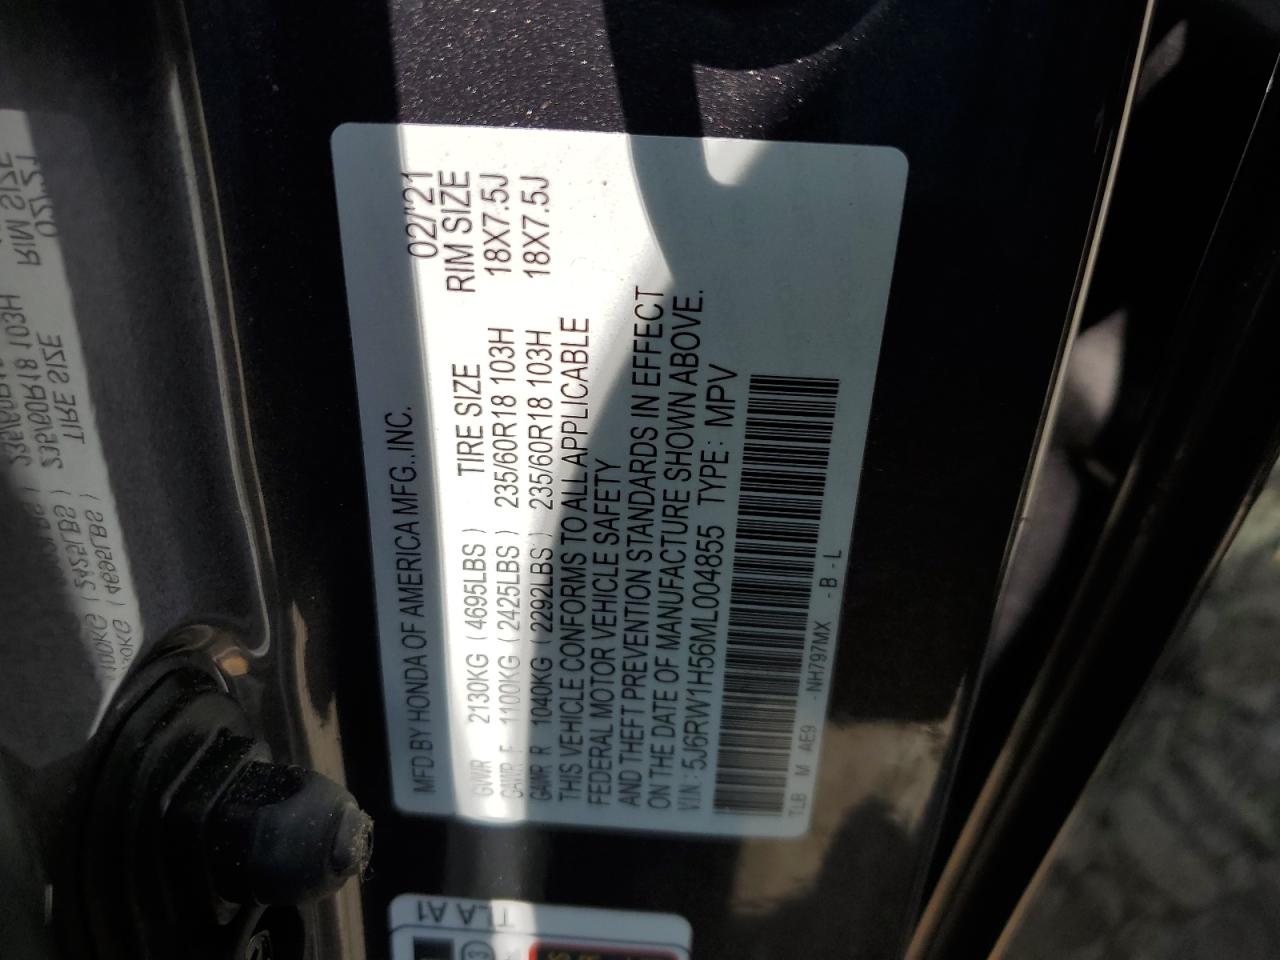 MFD BY HONDA OF AMERICA MFG., INC. 02/'21
GVWR 2130KG ( 4695LBS ) TIRE SIZE RIM SIZE
GAWR F 1100KG ( 2425LBS ) 235/60R18 103H 18X7.5J
GAWR R 1040KG ( 2292LBS ) 235/60R18 103H 18X7.5J
THIS VEHICLE CONFORMS TO ALL APPLICABLE
FEDERAL MOTOR VEHICLE SAFETY
AND THEFT PREVENTION STANDARDS IN EFFECT
ON THE DATE OF MANUFACTURE SHOWN ABOVE.
VIN: 5J6RW1H56ML004855 TYPE: MPV
TLB M AE9 - NH797MX - B - L